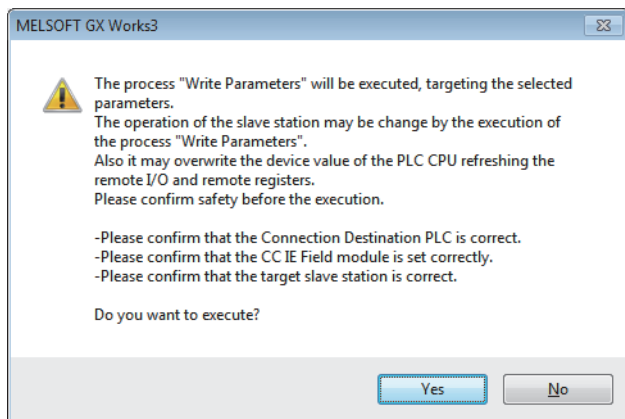 MELSOFT GX Works3
The process "Write Parameters" will be executed, targeting the selected
parameters.
The operation of the slave station may be change by the execution of
the process "Write Parameters".
Also it may overwrite the device value of the PLC CPU refreshing the
remote I/O and remote registers.
Please confirm safety before the execution.
-Please confirm that the Connection Destination PLC is correct.
-Please confirm that the CC IE Field module is set correctly.
-Please confirm that the target slave station is correct.
Do you want to execute?
Yes
No